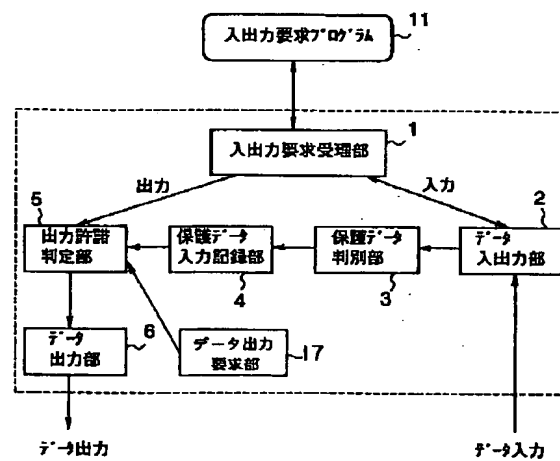 入出力要求ﾌﾟﾛｸﾞﾗﾑ
11
1
入出力要求受理部
出力
入力
5
2
出力許諾
判定部
保護ﾃﾞｰﾀ
入力記録部
保護ﾃﾞｰﾀ
判別部
ﾃﾞｰﾀ
入出力部
4
3
6
ﾃﾞｰﾀ
出力部
データ出力
要求部
17
ﾃﾞｰﾀ出力
ﾃﾞｰﾀ入力